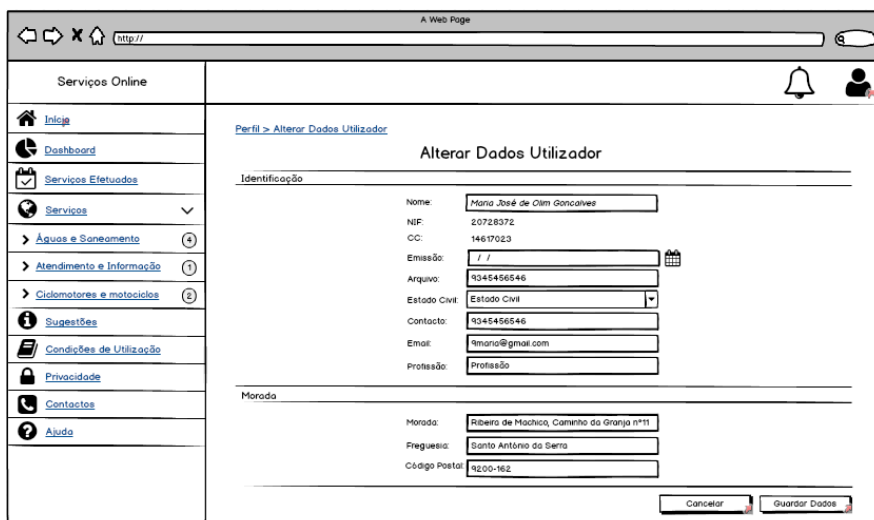 A Web Page
http://
Serviços Online
Início
Dashboard
Serviços Efetuados
Serviços
Águas e Saneamento 4
Atendimento e Informação 1
Ciclomotores e motociclos 2
Sugestões
Condições de Utilização
Privacidade
Contactos
Ajuda
Perfil > Alterar Dados Utilizador
Alterar Dados Utilizador
Identificação
Nome: Maria José de Olim Goncalves
NIF: 20728372
CC: 14617023
Emissão: / /
Arquivo: 9345456546
Estado Civil: Estado Civil
Contacto: 9345456546
Email: 9maria@gmail.com
Profissão: Profissão
Morada
Morada: Ribeira de Machico, Caminho da Granja nº11
Freguesia: Santo António da Serra
Código Postal: 9200-162
Cancelar Guardar Dados